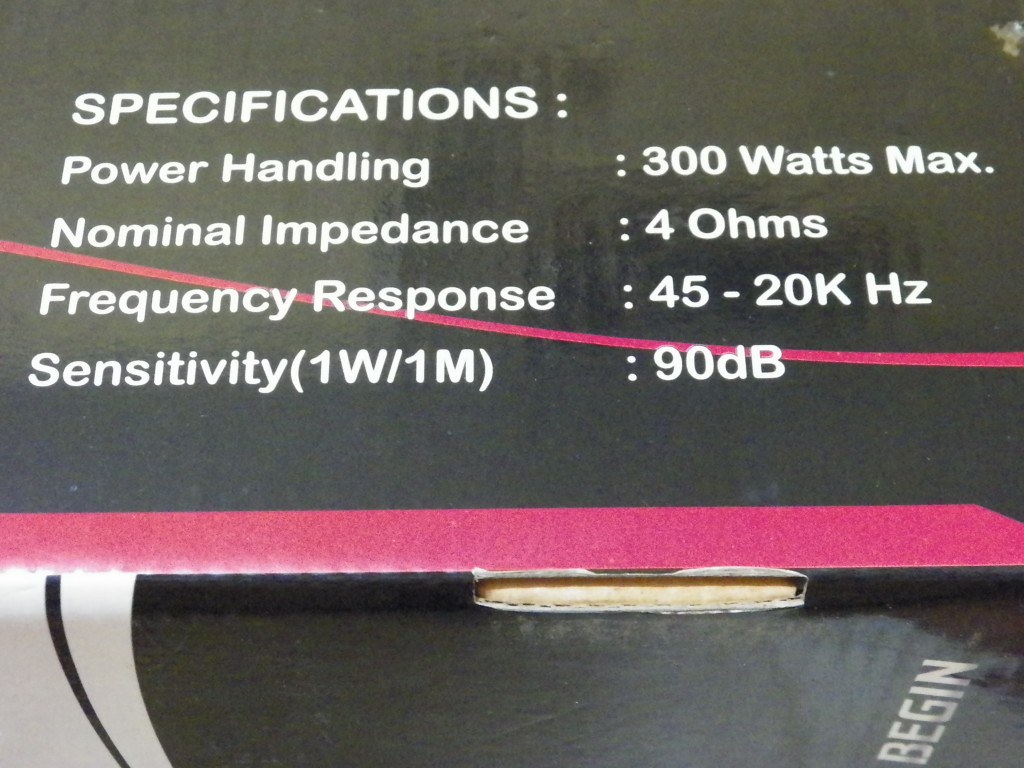 SPECIFICATIONS :
Power Handling : 300 Watts Max.
Nominal Impedance : 4 Ohms
Frequency Response : 45 - 20K Hz
Sensitivity(1W/1M) : 90dB
BEGIN